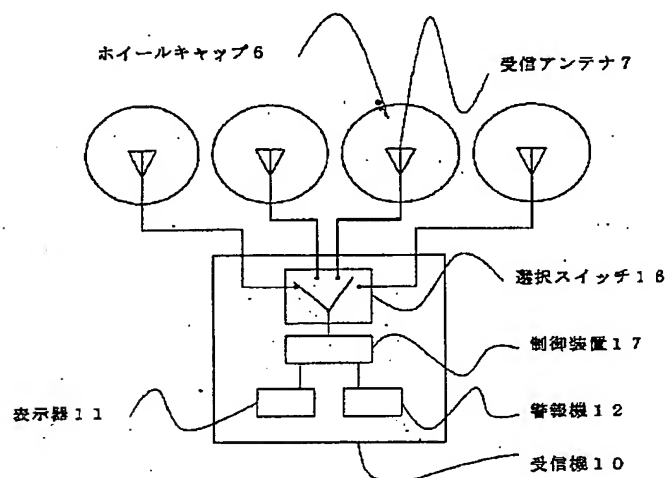 ホイールキャップ6
受信アンテナ7
選択スイッチ16
制御装置17
表示器11
警報機12
受信機10